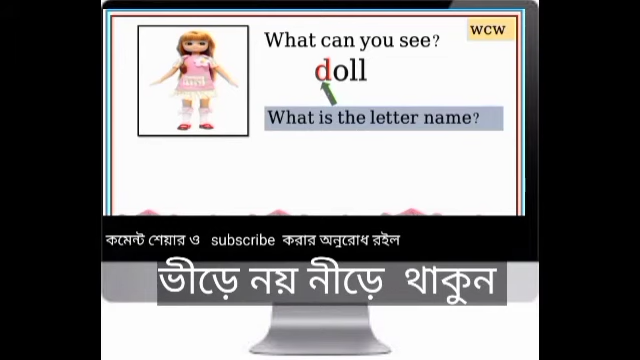 What can you see?
wcw
doll
What is the letter name?
কমেন্ট শেয়ার ও subscribe করার অনুরোধ রইল
ভীড়ে নয় নীড়ে থাকুন